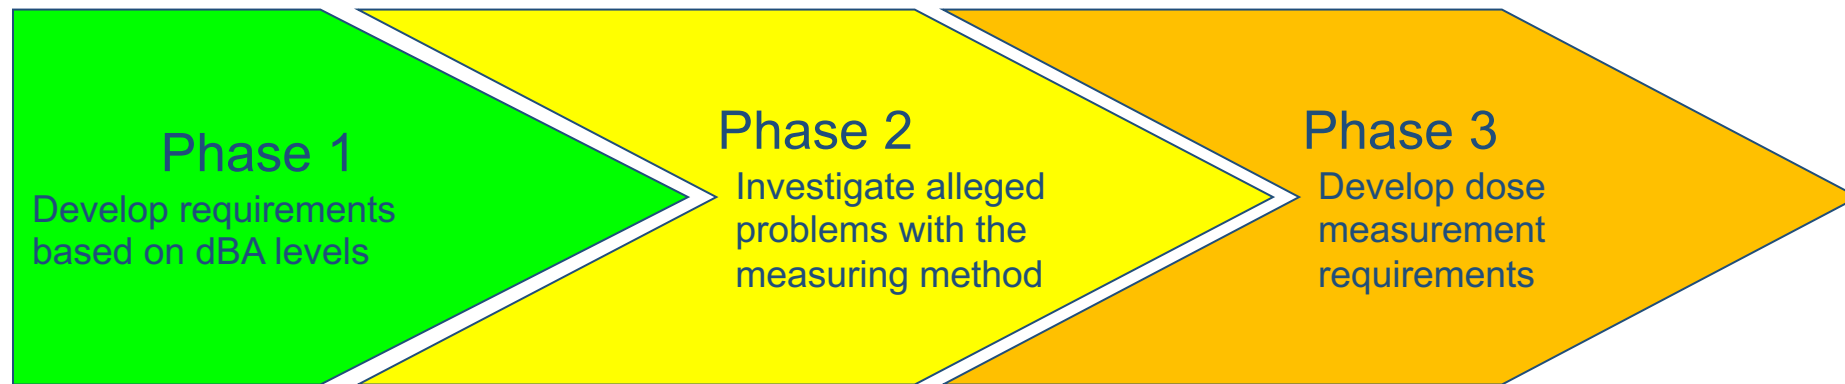 Phase 1
Develop requirements
based on dBA levels
Phase 2
Investigate alleged
problems with the
measuring method
Phase 3
Develop dose
measurement
requirements